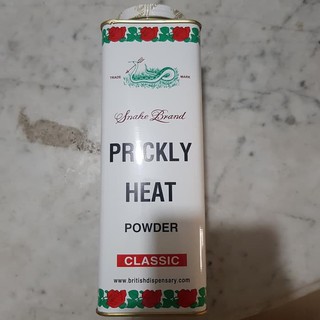 TRADE MARK
Snake Brand
PRICKLY
HEAT
POWDER
CLASSIC
www.britishdispensary.com